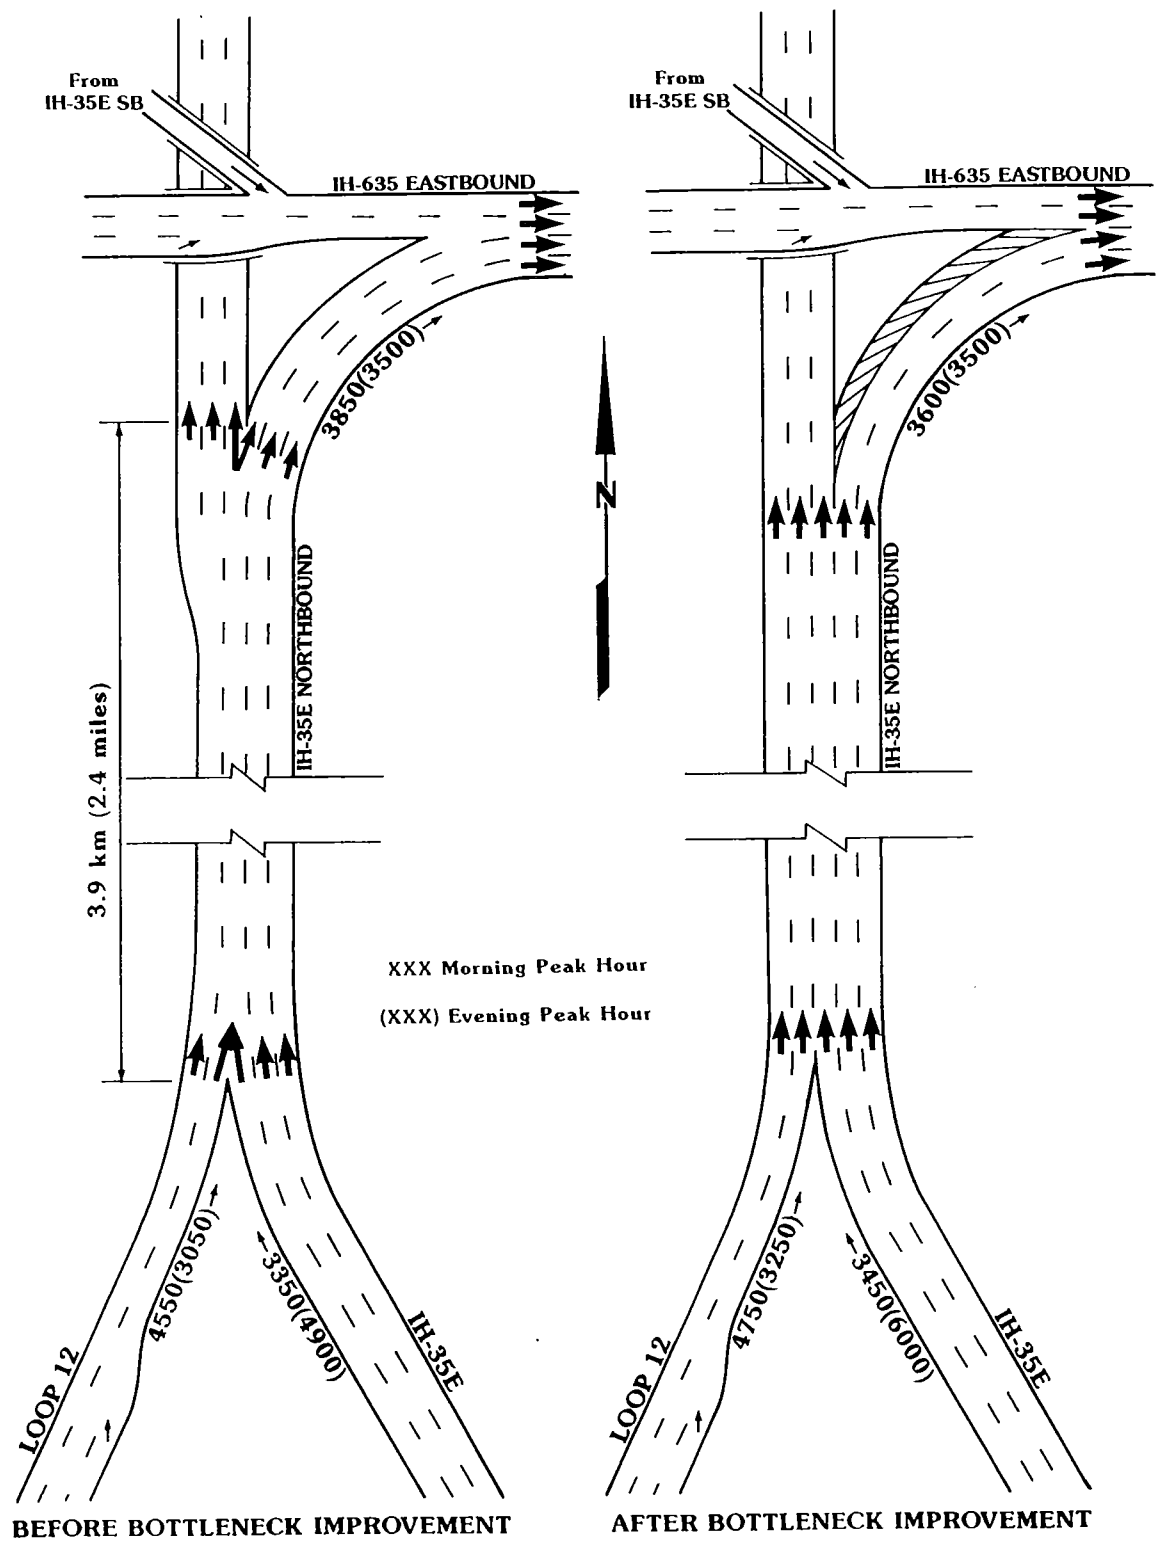 From
IH-35E SB
IH-635 EASTBOUND
3850(3500)→
IH-35E NORTHBOUND
3.9 km (2.4 miles)
4550(3050)→
←3350(4900)
LOOP 12
IH-35E
BEFORE BOTTLENECK IMPROVEMENT
N
XXX Morning Peak Hour
(XXX) Evening Peak Hour
From
IH-35E SB
IH-635 EASTBOUND
3600(3500)→
IH-35E NORTHBOUND
4750(3250)→
←3450(6000)
LOOP 12
IH-35E
AFTER BOTTLENECK IMPROVEMENT